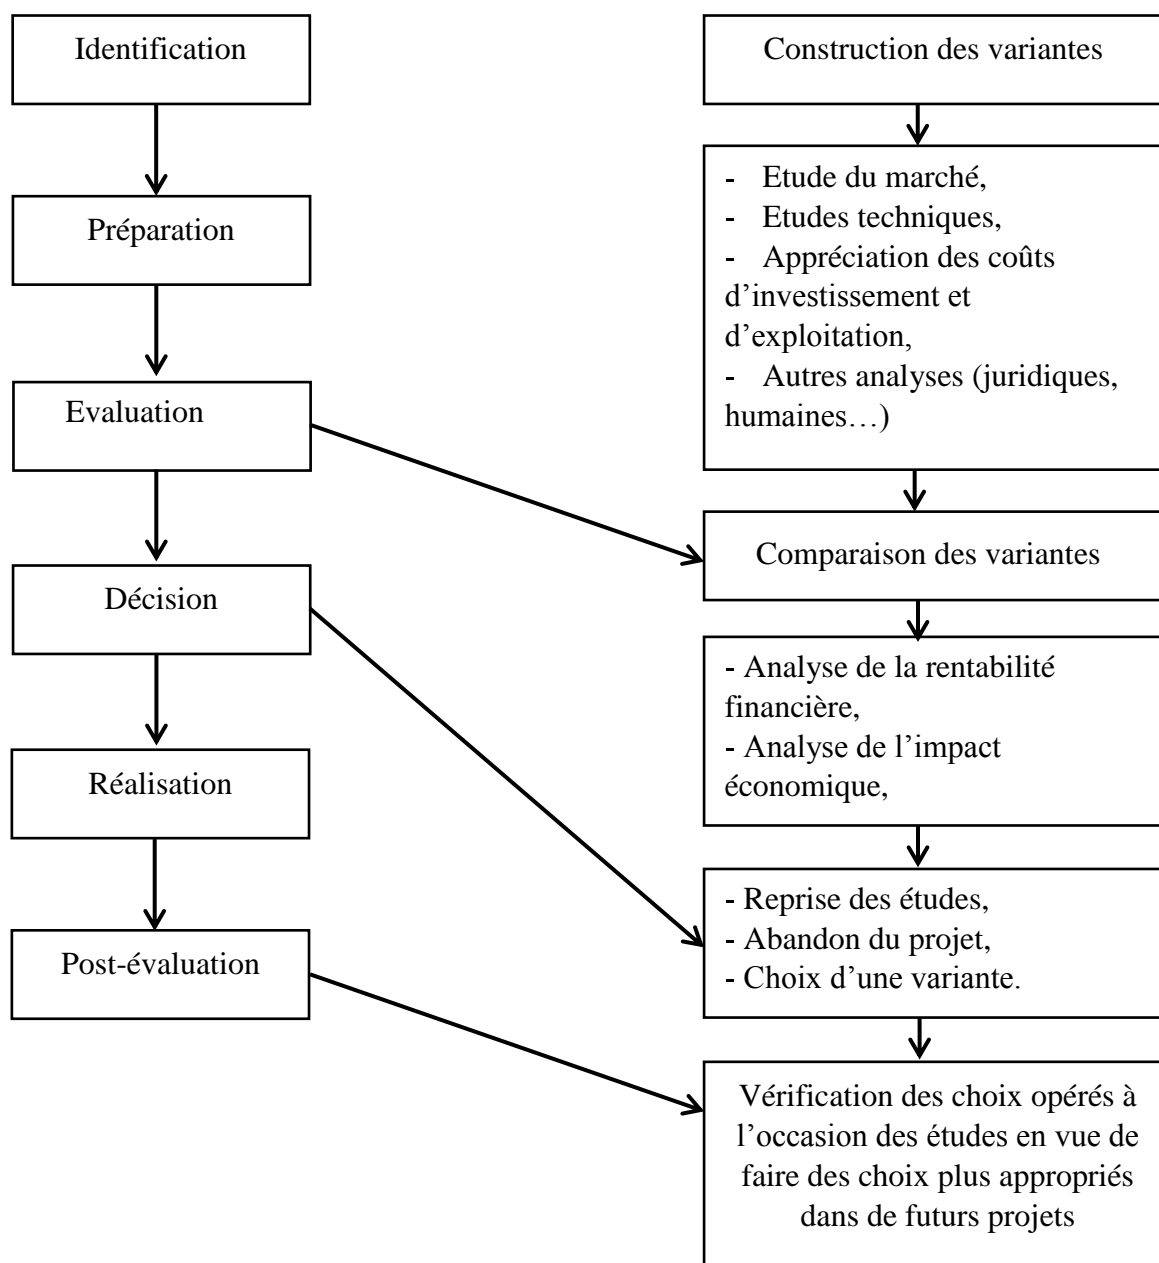 Identification
Préparation
Evaluation
Décision
Réalisation
Post-évaluation
Construction des variantes
- Etude du marché,
- Etudes techniques,
- Appréciation des coûts
d’investissement et
d’exploitation,
- Autres analyses (juridiques,
humaines…)
Comparaison des variantes
- Analyse de la rentabilité
financière,
- Analyse de l’impact
économique,
- Reprise des études,
- Abandon du projet,
- Choix d’une variante.
Vérification des choix opérés à
l’occasion des études en vue de
faire des choix plus appropriés
dans de futurs projets